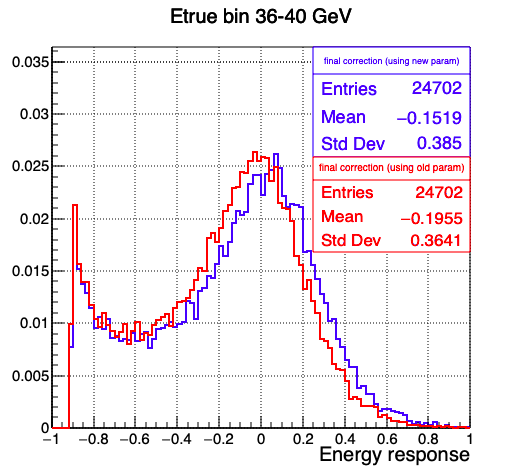 Etrue bin 36-40 GeV
final correction (using new param)
Entries 24702
Mean −0.1519
Std Dev 0.385
final correction (using old param)
Entries 24702
Mean −0.1955
Std Dev 0.3641
0.035
0.03
0.025
0.02
0.015
0.01
0.005
0
−1 −0.8 −0.6 −0.4 −0.2 0 0.2 0.4 0.6 0.8 1
Energy response